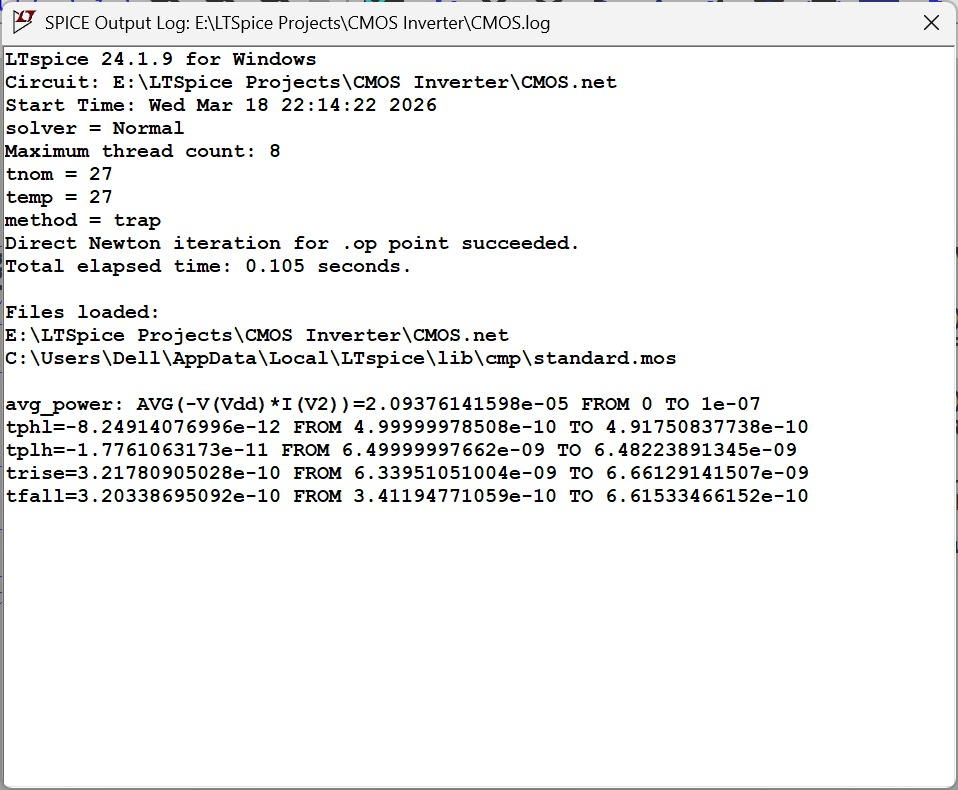 SPICE Output Log: E:\LTSpice Projects\CMOS Inverter\CMOS.log
LTspice 24.1.9 for Windows
Circuit: E:\LTSpice Projects\CMOS Inverter\CMOS.net
Start Time: Wed Mar 18 22:14:22 2026
solver = Normal
Maximum thread count: 8
tnom = 27
temp = 27
method = trap
Direct Newton iteration for .op point succeeded.
Total elapsed time: 0.105 seconds.
Files loaded:
E:\LTSpice Projects\CMOS Inverter\CMOS.net
C:\Users\Dell\AppData\Local\LTspice\lib\cmp\standard.mos
avg_power: AVG(-V(Vdd)*I(V2))=2.09376141598e-05 FROM 0 TO 1e-07
tphl=-8.24914076996e-12 FROM 4.99999978508e-10 TO 4.91750837738e-10
tplh=-1.7761063173e-11 FROM 6.49999997662e-09 TO 6.48223891345e-09
trise=3.21780905028e-10 FROM 6.33951051004e-09 TO 6.66129141507e-09
tfall=3.20338695092e-10 FROM 3.41194771059e-10 TO 6.61533466152e-10